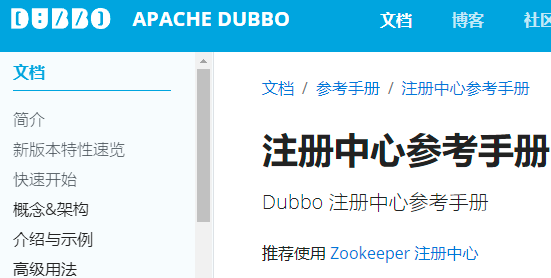 DUBBO APACHE DUBBO 文档 博客 社区
文档
简介
新版本特性速览
快速开始
概念&架构
介绍与示例
高级用法
文档 / 参考手册 / 注册中心参考手册
注册中心参考手册
Dubbo 注册中心参考手册
推荐使用 Zookeeper 注册中心